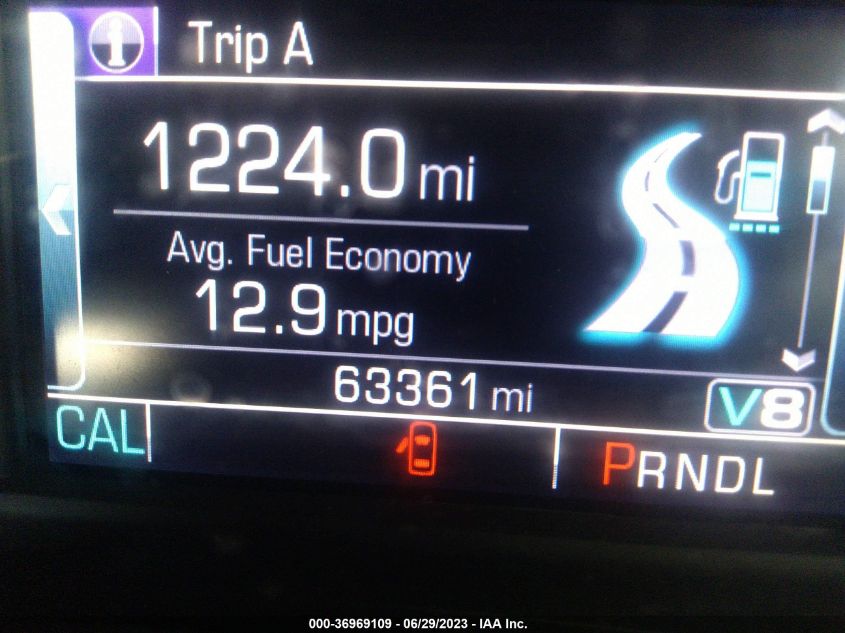 Trip A
1224.0 mi
Avg. Fuel Economy
12.9 mpg
63361 mi
V8
CAL
PRNDL
000-36969109 - 06/29/2023 - IAA Inc.